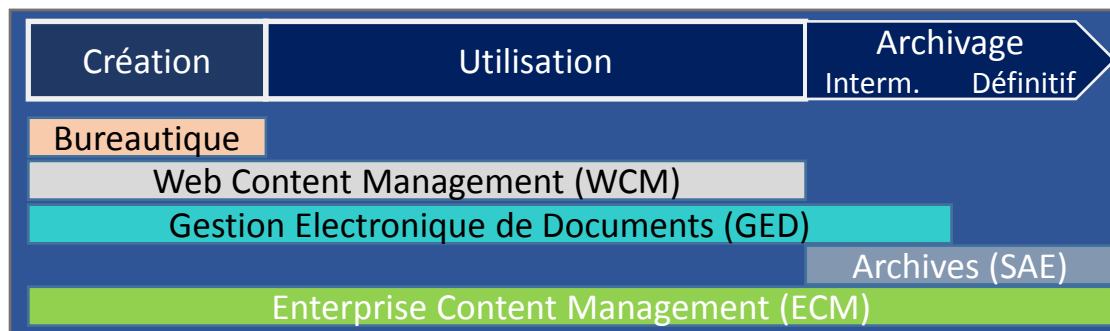 Création
Utilisation
Archivage
Interm. Définitif
Bureautique
Web Content Management (WCM)
Gestion Electronique de Documents (GED)
Archives (SAE)
Enterprise Content Management (ECM)